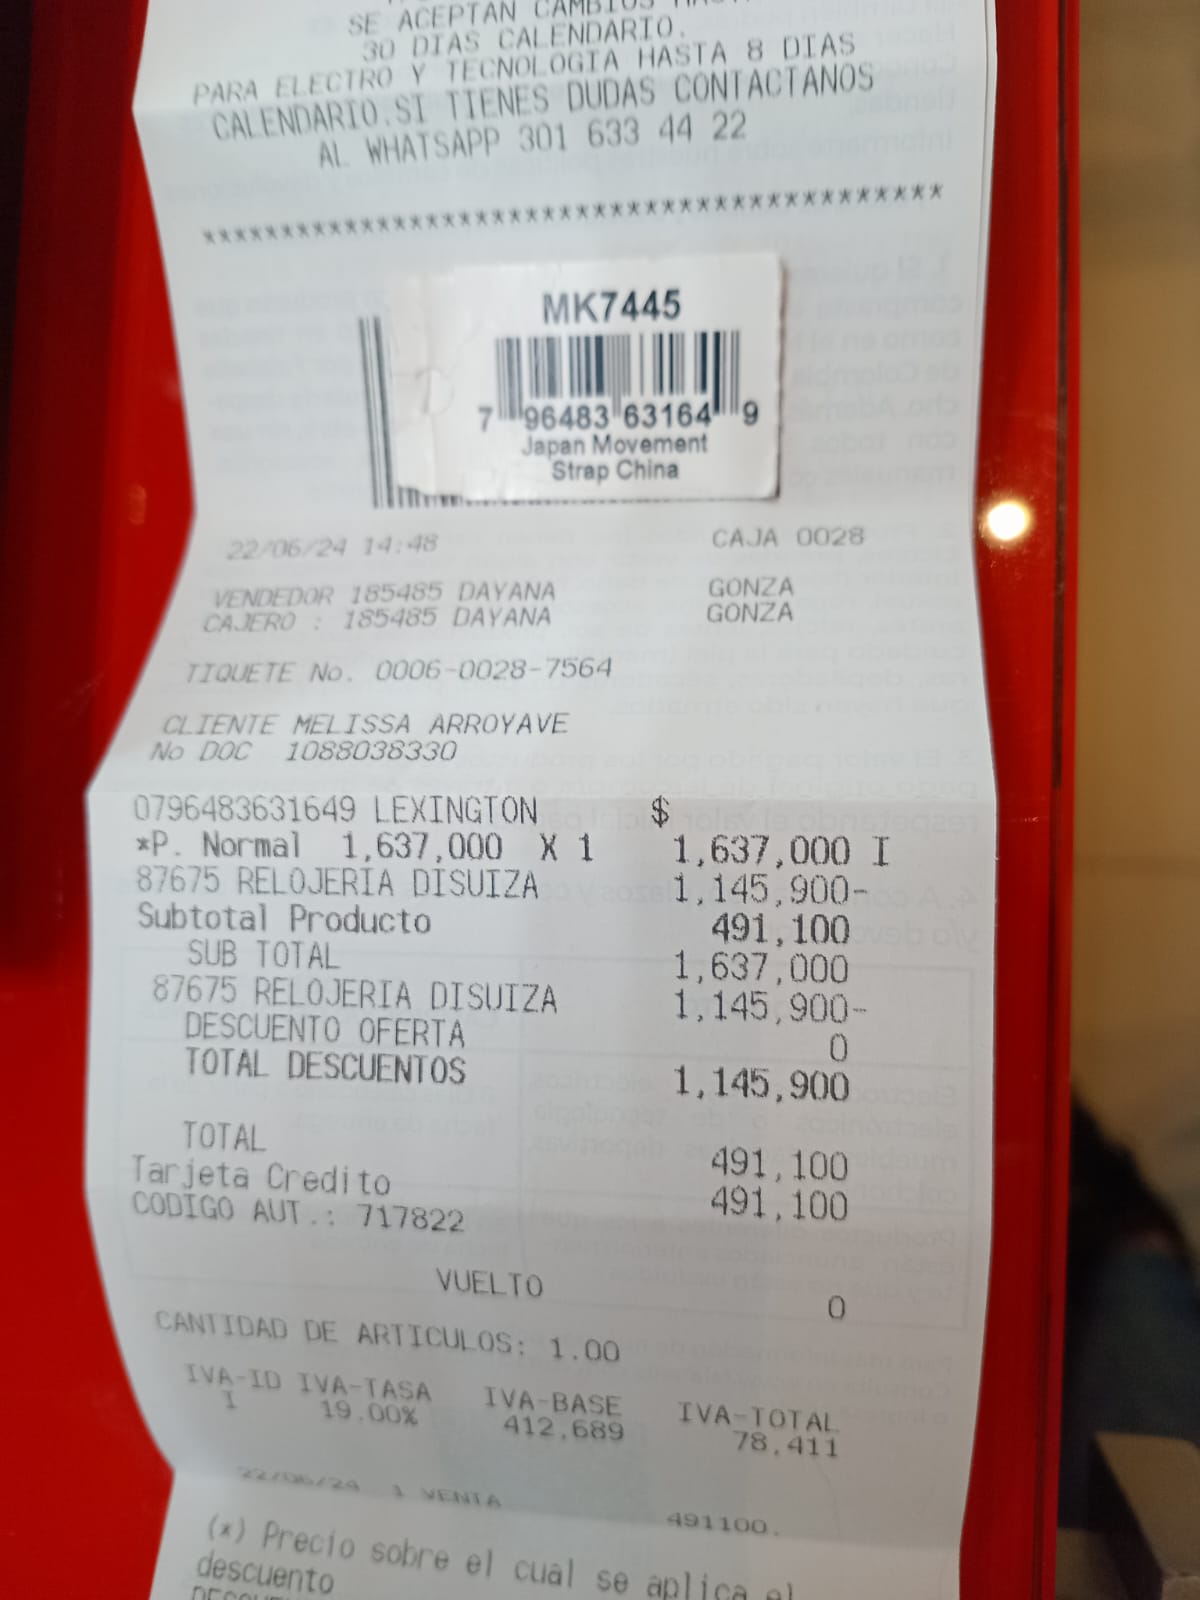 SE ACEPTAN CAMBIOS
30 DIAS CALENDARIO.
PARA ELECTRO Y TECNOLOGIA HASTA 8 DIAS
CALENDARIO.SI TIENES DUDAS CONTACTANOS
AL WHATSAPP 301 633 44 22
****************************************
MK7445
7 96483 63164 9
Japan Movement
Strap China
22/06/24 14:48 CAJA 0028
VENDEDOR 185485 DAYANA GONZA
CAJERO : 185485 DAYANA GONZA
TIQUETE No. 0006-0028-7564
CLIENTE MELISSA ARROYAVE
No DOC 1088038330
0796483631649 LEXINGTON $
*P. Normal 1,637,000 X 1 1,637,000 I
87675 RELOJERIA DISUIZA 1,145,900-
Subtotal Producto 491,100
SUB TOTAL 1,637,000
87675 RELOJERIA DISUIZA 1,145,900-
DESCUENTO OFERTA 0
TOTAL DESCUENTOS 1,145,900
TOTAL 491,100
Tarjeta Credito 491,100
CODIGO AUT.: 717822
VUELTO 0
CANTIDAD DE ARTICULOS: 1.00
IVA-ID IVA-TASA IVA-BASE IVA-TOTAL
I 19.00% 412,689 78,411
22/06/24 1 VENTA 491100.
(*) Precio sobre el cual se aplica el
descuento